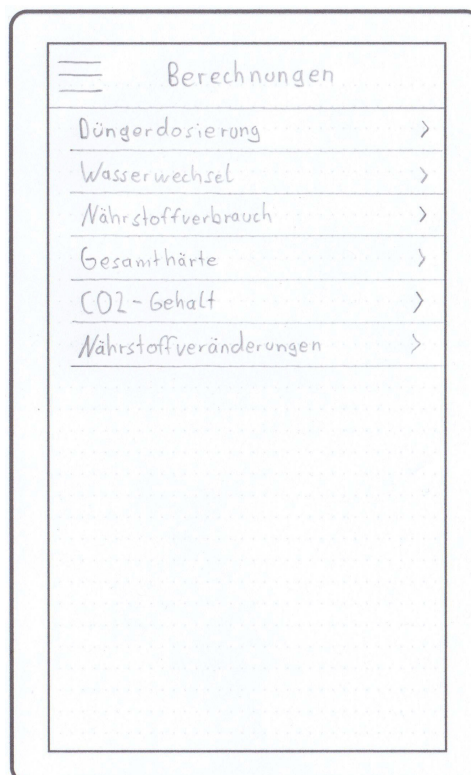 Berechnungen
Düngerdosierung
Wasserwechsel
Nährstoffverbrauch
Gesamthärte
CO2-Gehalt
Nährstoffveränderungen